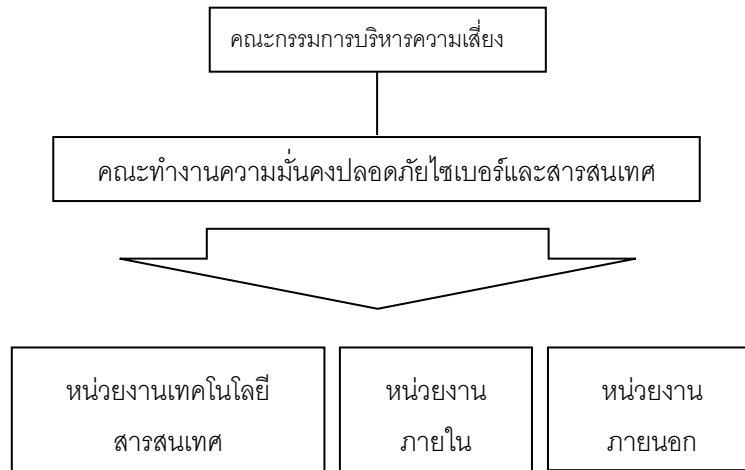 คณะกรรมการบริหารความเสี่ยง
คณะทำงานความมั่นคงปลอดภัยไซเบอร์และสารสนเทศ
หน่วยงานเทคโนโลยี
สารสนเทศ
หน่วยงาน
ภายใน
หน่วยงาน
ภายนอก